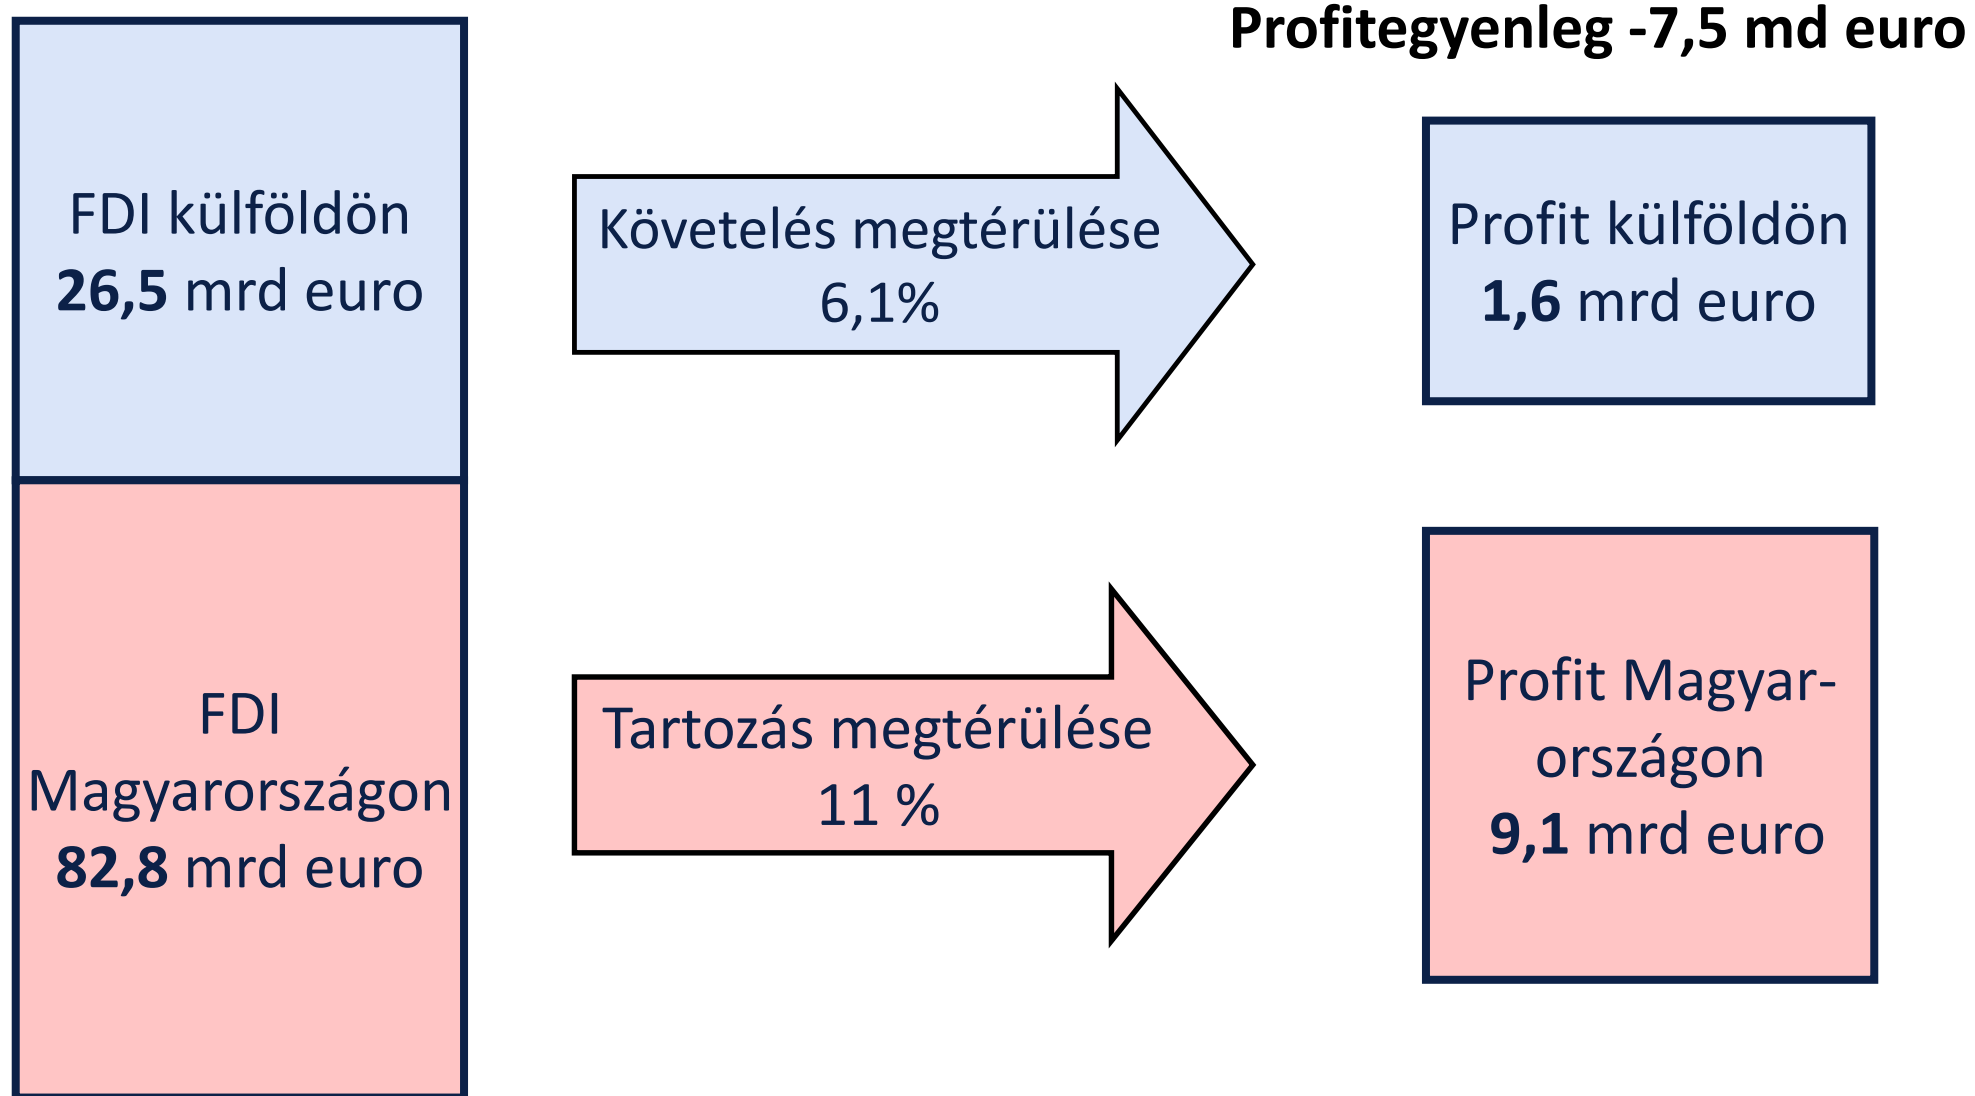 Profitegyenleg -7,5 md euro
FDI külföldön
26,5 mrd euro
Követelés megtérülése
6,1%
Profit külföldön
1,6 mrd euro
FDI
Magyarországon
82,8 mrd euro
Tartozás megtérülése
11 %
Profit Magyar-
országon
9,1 mrd euro